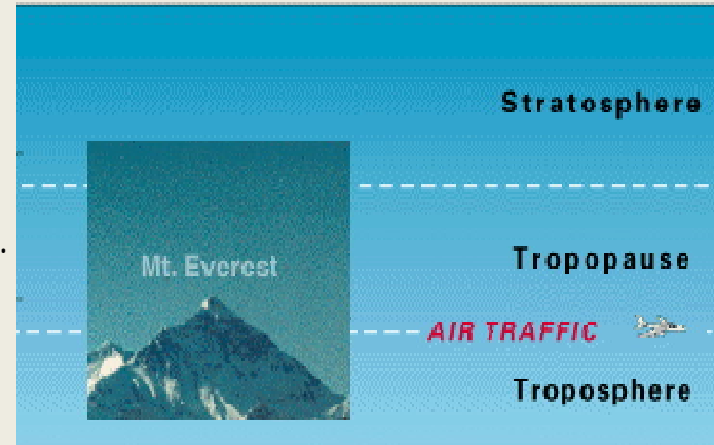 Stratosphere
Mt. Everest
Tropopause
AIR TRAFFIC
Troposphere